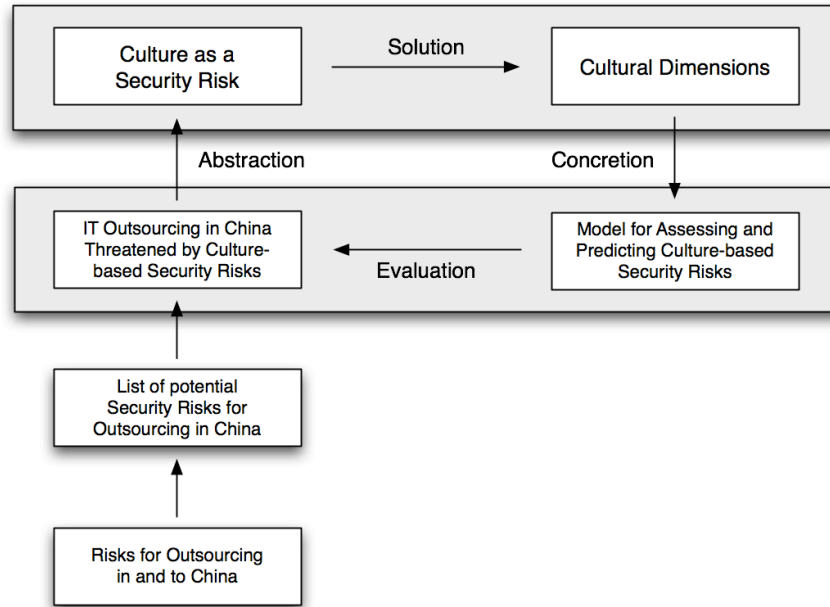 Culture as a
Security Risk
Solution
Cultural Dimensions
Abstraction
Concretion
IT Outsourcing in China
Threatened by Culture-
based Security Risks
Evaluation
Model for Assessing and
Predicting Culture-based
Security Risks
List of potential
Security Risks for
Outsourcing in China
Risks for Outsourcing
in and to China